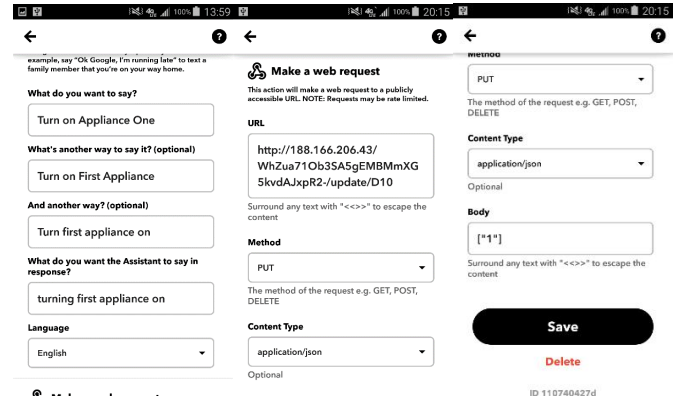 100% 13:59
example, say "Ok Google, I'm running late" to text a
family member that you're on your way home.
What do you want to say?
Turn on Appliance One
What's another way to say it? (optional)
Turn on First Appliance
And another way? (optional)
Turn first appliance on
What do you want the Assistant to say in
response?
turning first appliance on
Language
English
100% 20:15
Make a web request
This action will make a web request to a publicly
accessible URL. NOTE: Requests may be rate limited.
URL
http://188.166.206.43/
WhZua71Ob3SA5gEMBMmXG
5kvdAJxpR2-/update/D10
Surround any text with "<<>>" to escape the
content
Method
PUT
The method of the request e.g. GET, POST,
DELETE
Content Type
application/json
Optional
100% 20:15
Method
PUT
The method of the request e.g. GET, POST,
DELETE
Content Type
application/json
Optional
Body
["1"]
Surround any text with "<<>>" to escape the
content
Save
Delete
ID 110740427d